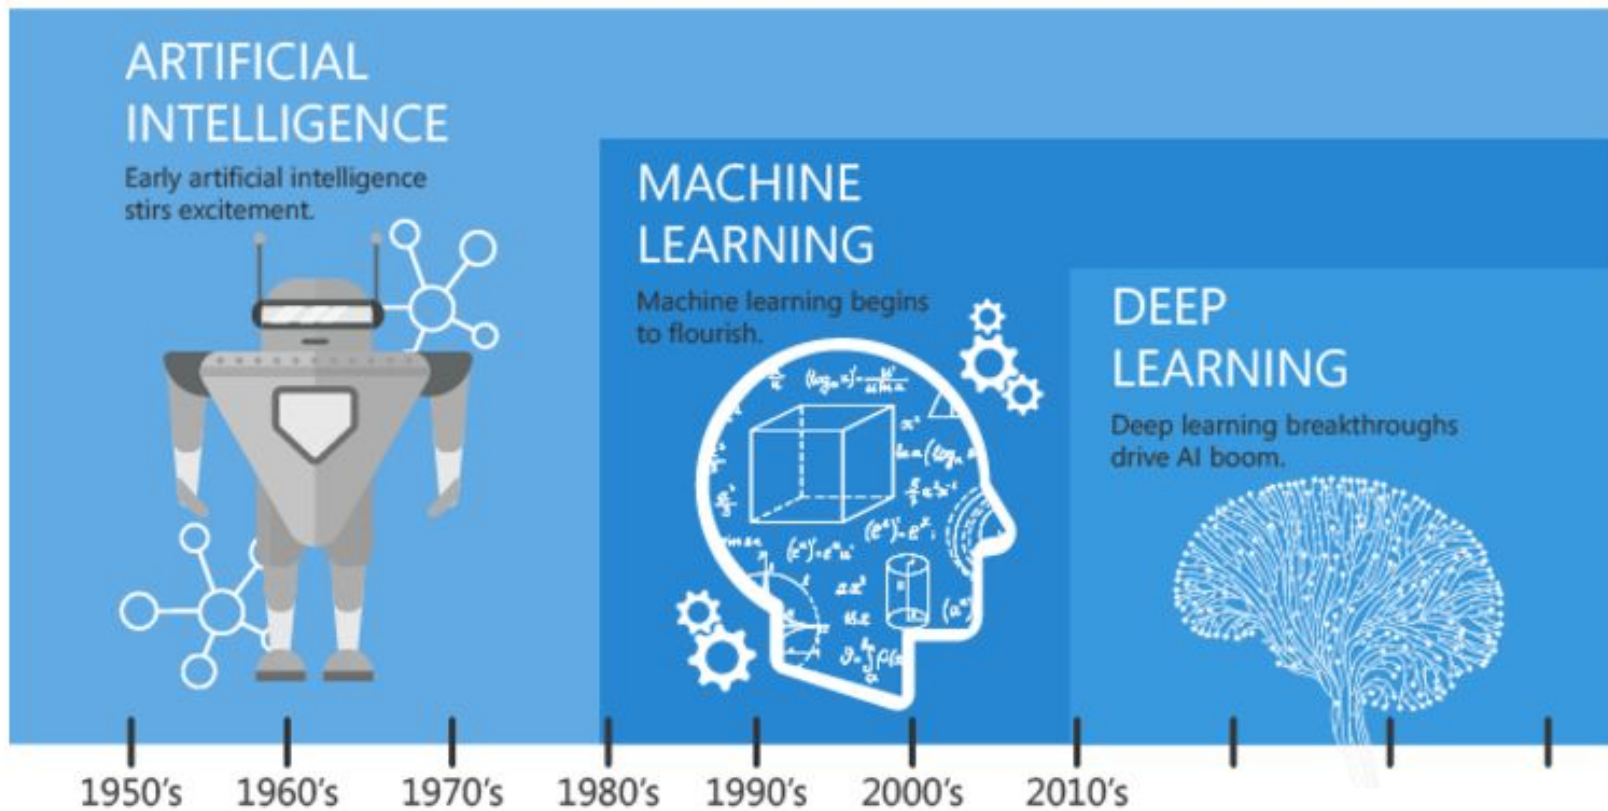 ARTIFICIAL
INTELLIGENCE
Early artificial intelligence
stirs excitement.
MACHINE
LEARNING
Machine learning begins
to flourish.
DEEP
LEARNING
Deep learning breakthroughs
drive AI boom.
1950's 1960's 1970's 1980's 1990's 2000's 2010's